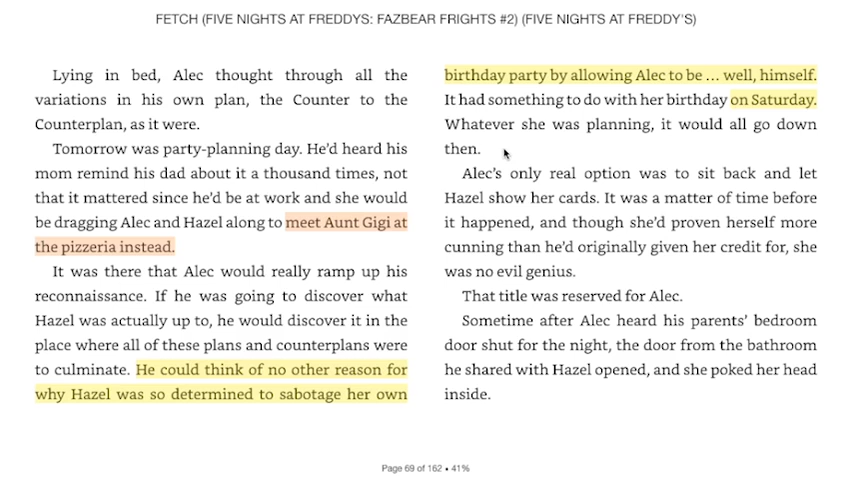 FETCH (FIVE NIGHTS AT FREDDYS: FAZBEAR FRIGHTS #2) (FIVE NIGHTS AT FREDDY'S)
Lying in bed, Alec thought through all the
variations in his own plan, the Counter to the
Counterplan, as it were.
Tomorrow was party-planning day. He’d heard his
mom remind his dad about it a thousand times, not
that it mattered since he’d be at work and she would
be dragging Alec and Hazel along to meet Aunt Gigi at
the pizzeria instead.
It was there that Alec would really ramp up his
reconnaissance. If he was going to discover what
Hazel was actually up to, he would discover it in the
place where all of these plans and counterplans were
to culminate. He could think of no other reason for
why Hazel was so determined to sabotage her own
birthday party by allowing Alec to be … well, himself.
It had something to do with her birthday on Saturday.
Whatever she was planning, it would all go down
then.
Alec’s only real option was to sit back and let
Hazel show her cards. It was a matter of time before
it happened, and though she’d proven herself more
cunning than he’d originally given her credit for, she
was no evil genius.
That title was reserved for Alec.
Sometime after Alec heard his parents’ bedroom
door shut for the night, the door from the bathroom
he shared with Hazel opened, and she poked her head
inside.
Page 69 of 162 • 41%